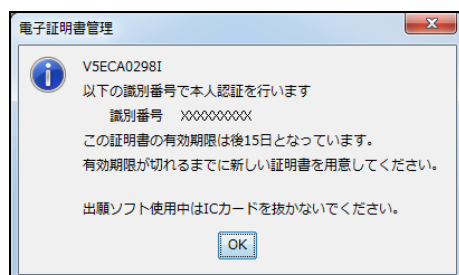 電子証明書管理
V5ECA0298I
以下の識別番号で本人認証を行います
識別番号 XXXXXXXXX
この証明書の有効期限は後15日となっています。
有効期限が切れるまでに新しい証明書を用意してください。
出願ソフト使用中はICカードを抜かないでください。
OK